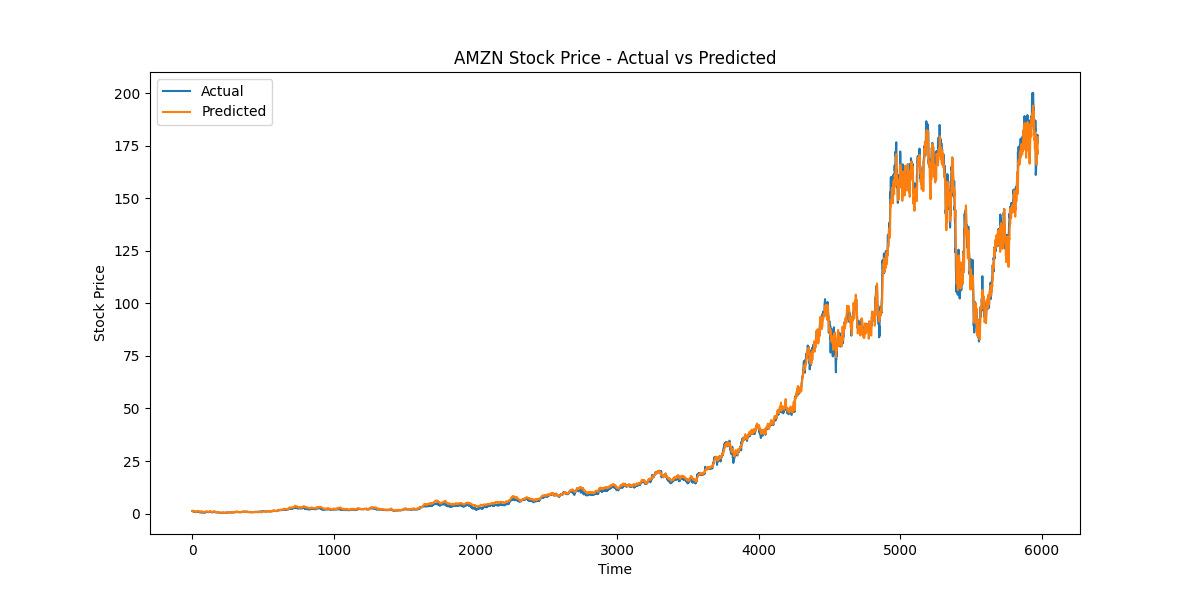 AMZN Stock Price - Actual vs Predicted
Actual
Predicted
200
175
150
125
100
75
50
25
0
Stock Price
0 1000 2000 3000 4000 5000 6000
Time